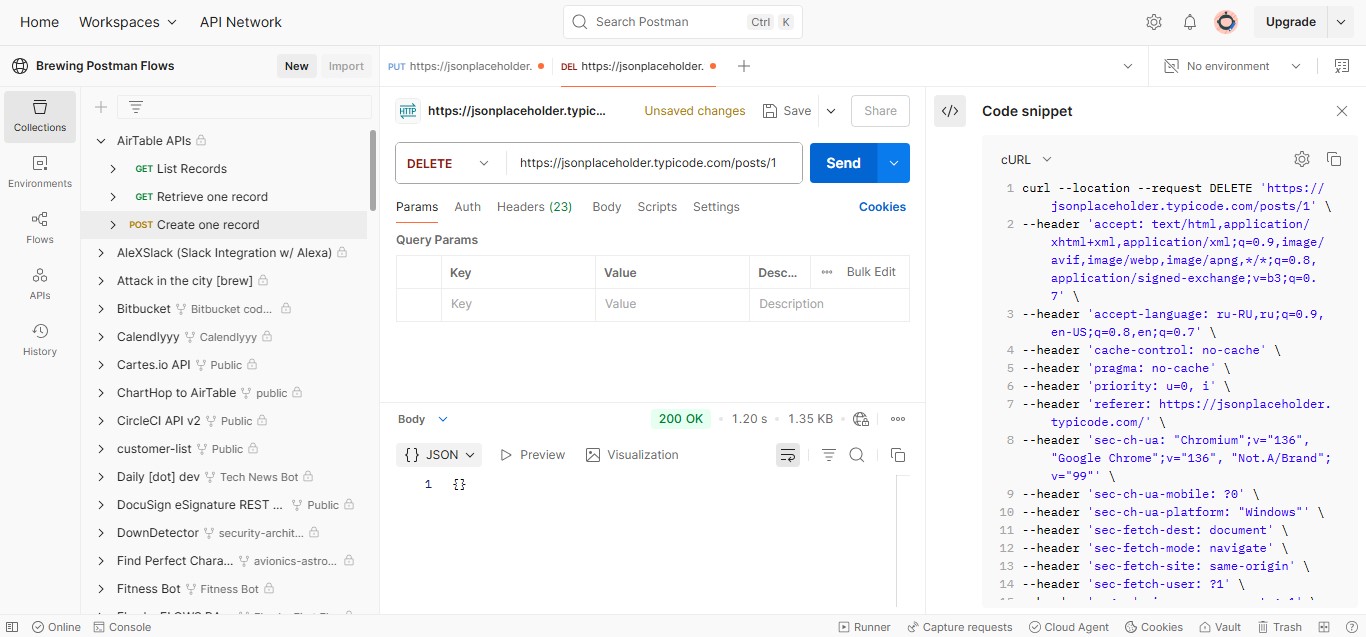 Home Workspaces API Network Search Postman Ctrl K Upgrade
Brewing Postman Flows New Import
PUT https://jsonplaceholder. DEL https://jsonplaceholder. No environment
Collections
Environments
Flows
APIs
History
AirTable APIs
GET List Records
GET Retrieve one record
POST Create one record
AleXSlack (Slack Integration w/ Alexa)
Attack in the city [brew]
Bitbucket Bitbucket cod...
Calendlyyy Calendlyyy
Cartes.io API Public
ChartHop to AirTable public
CircleCI API v2 Public
customer-list Public
Daily [dot] dev Tech News Bot
DocuSign eSignature REST ... Public
DownDetector security-archit...
Find Perfect Chara... avionics-astro...
Fitness Bot Fitness Bot
HTTP https://jsonplaceholder.typic... Unsaved changes Save Share
DELETE https://jsonplaceholder.typicode.com/posts/1 Send
Params Auth Headers (23) Body Scripts Settings Cookies
Query Params
Key Value Desc... Bulk Edit
Key Value Description
Body 200 OK 1.20 s 1.35 KB
{} JSON Preview Visualization
1 {}
</> Code snippet
cURL
1 curl --location --request DELETE 'https://
jsonplaceholder.typicode.com/posts/1' \
2 --header 'accept: text/html,application/
xhtml+xml,application/xml;q=0.9,image/
avif,image/webp,image/apng,*/*;q=0.8,
application/signed-exchange;v=b3;q=0.
7' \
3 --header 'accept-language: ru-RU,ru;q=0.9,
en-US;q=0.8,en;q=0.7' \
4 --header 'cache-control: no-cache' \
5 --header 'pragma: no-cache' \
6 --header 'priority: u=0, i' \
7 --header 'referer: https://jsonplaceholder.
typicode.com/' \
8 --header 'sec-ch-ua: "Chromium";v="136",
"Google Chrome";v="136", "Not.A/Brand";
v="99"' \
9 --header 'sec-ch-ua-mobile: ?0' \
10 --header 'sec-ch-ua-platform: "Windows"' \
11 --header 'sec-fetch-dest: document' \
12 --header 'sec-fetch-mode: navigate' \
13 --header 'sec-fetch-site: same-origin' \
14 --header 'sec-fetch-user: ?1' \
Online Console Runner Capture requests Cloud Agent Cookies Vault Trash